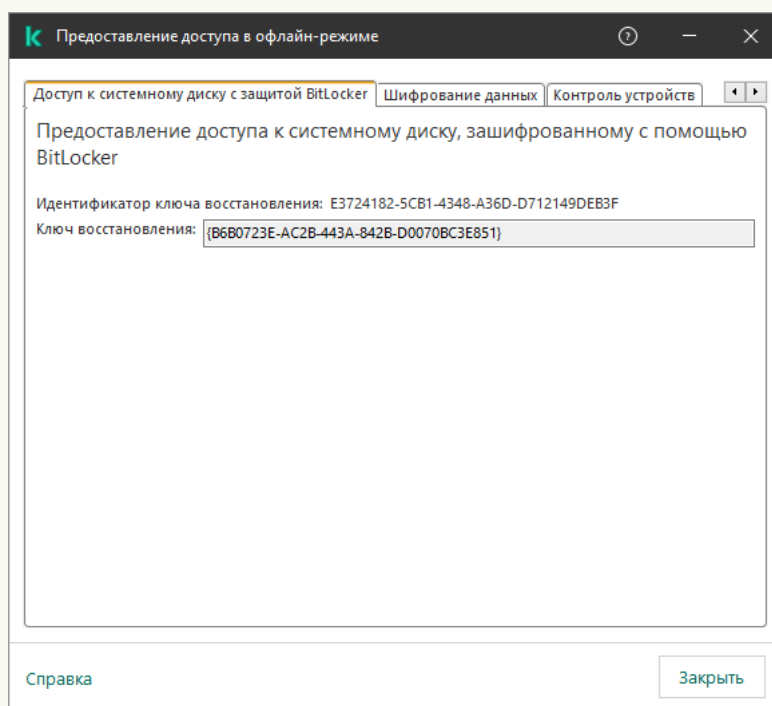 Предоставление доступа в офлайн-режиме
Доступ к системному диску с защитой BitLocker Шифрование данных Контроль устройств
Предоставление доступа к системному диску, зашифрованному с помощью
BitLocker
Идентификатор ключа восстановления: E3724182-5CB1-4348-A36D-D712149DEB3F
Ключ восстановления: {B6B0723E-AC2B-443A-842B-D0070BC3E851}
Справка Закрыть